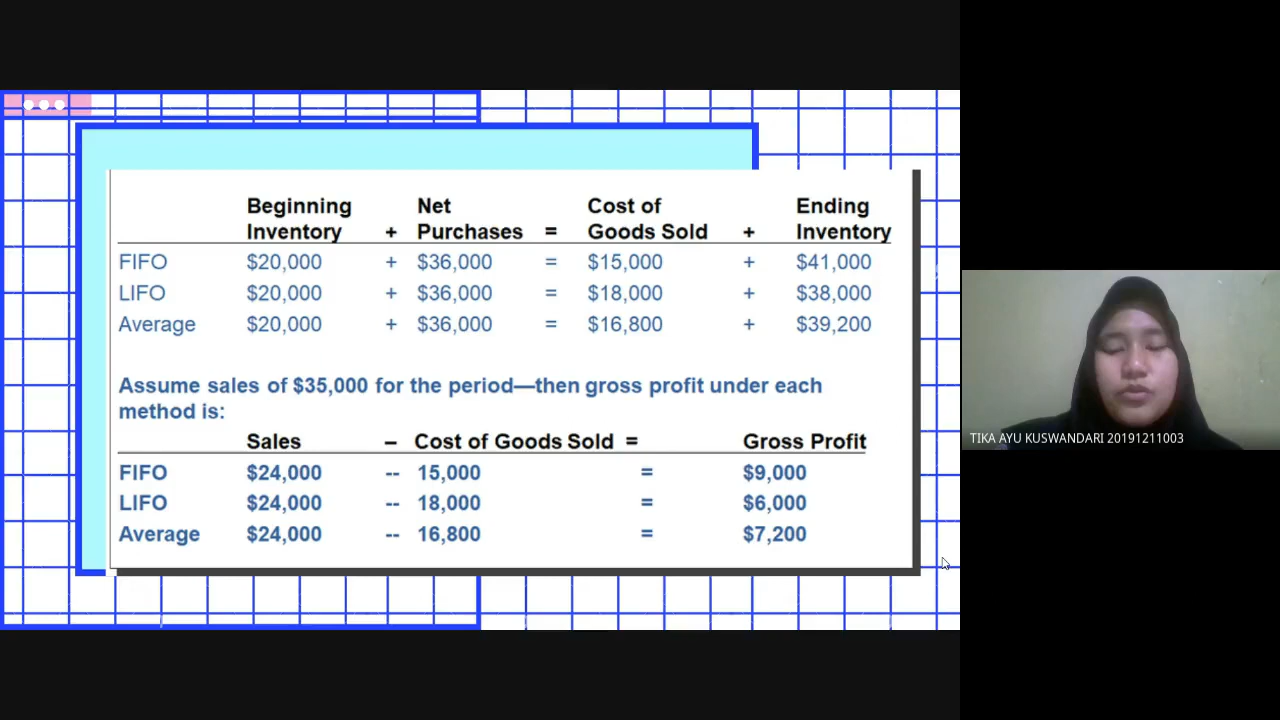 Beginning Net Cost of Ending
Inventory + Purchases = Goods Sold + Inventory
FIFO $20,000 + $36,000 = $15,000 + $41,000
LIFO $20,000 + $36,000 = $18,000 + $38,000
Average $20,000 + $36,000 = $16,800 + $39,200
Assume sales of $35,000 for the period—then gross profit under each
method is:
Sales – Cost of Goods Sold = Gross Profit
FIFO $24,000 -- 15,000 = $9,000
LIFO $24,000 -- 18,000 = $6,000
Average $24,000 -- 16,800 = $7,200
TIKA AYU KUSWANDARI 20191211003